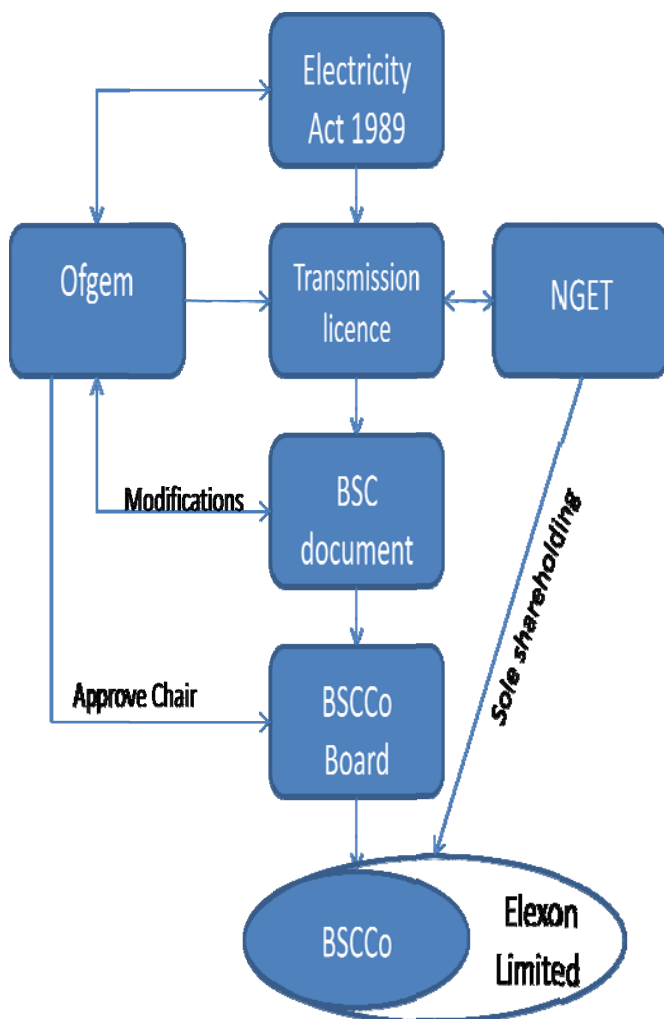 Electricity
Act 1989
Ofgem
Transmission
licence
NGET
Modifications
BSC
document
Sole shareholding
Approve Chair
BSCCo
Board
BSCCo
Elexon
Limited